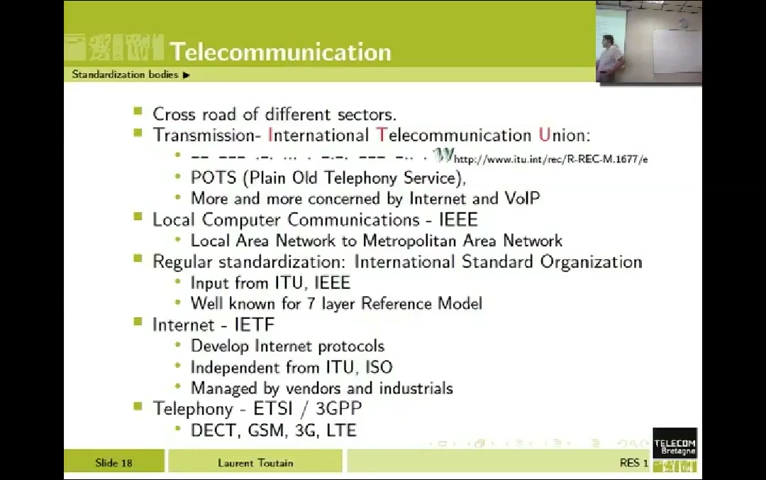 Telecommunication
Standardization bodies ▶
Cross road of different sectors.
Transmission- International Telecommunication Union:
-- --- .-. ... . -.-. --- -.. . W http://www.itu.int/rec/R-REC-M.1677/e
POTS (Plain Old Telephony Service),
More and more concerned by Internet and VoIP
Local Computer Communications - IEEE
Local Area Network to Metropolitan Area Network
Regular standardization: International Standard Organization
Input from ITU, IEEE
Well known for 7 layer Reference Model
Internet - IETF
Develop Internet protocols
Independent from ITU, ISO
Managed by vendors and industrials
Telephony - ETSI / 3GPP
DECT, GSM, 3G, LTE
TELECOM
Bretagne
Slide 18
Laurent Toutain
RES 1